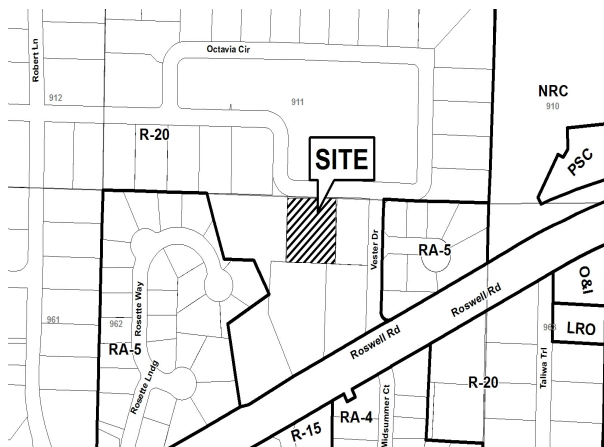 Octavia Cir
Robert Ln
912
911
NRC
910
R-20
SITE
PSC
RA-5
Vester Dr
O&I
Rosette Way
Roswell Rd
Roswell Rd
961
962
LRO
RA-5
Rosette Lndg
R-20
Taliwa Trl
RA-4
Midsummer Ct
R-15